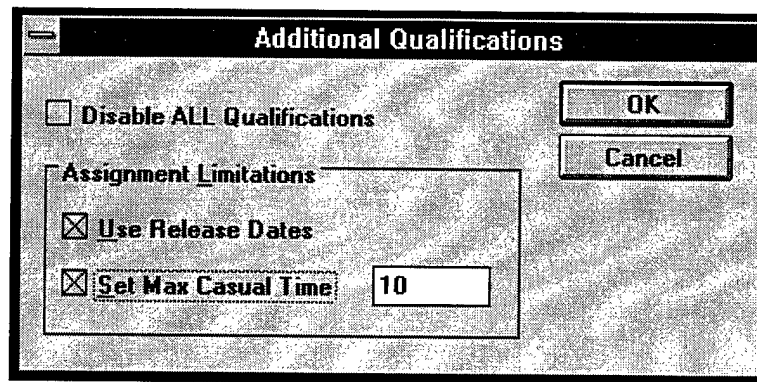 Additional Qualifications
Disable ALL Qualifications
OK
Cancel
Assignment Limitations
Use Release Dates
Set Max Casual Time 10